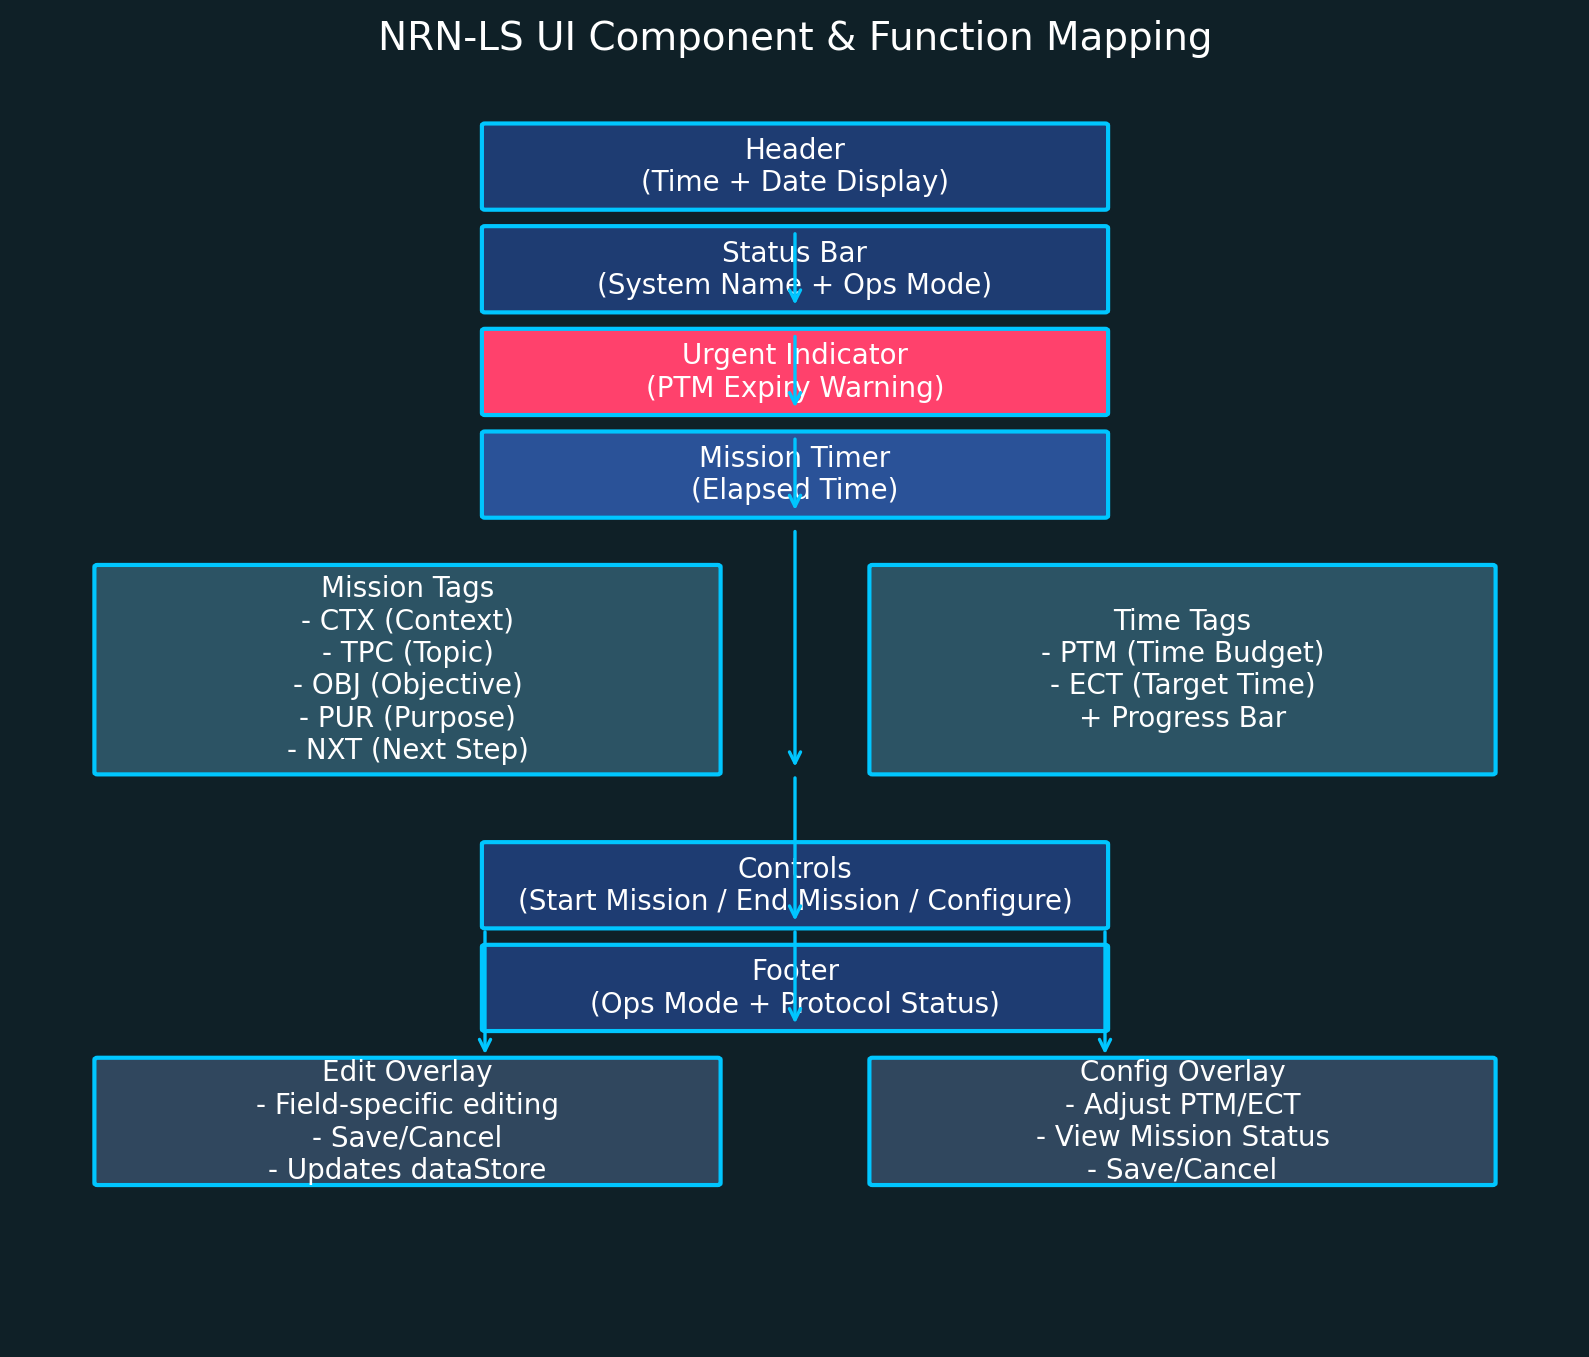 NRN-LS UI Component & Function Mapping
Header
(Time + Date Display)
Status Bar
(System Name + Ops Mode)
Urgent Indicator
(PTM Expiry Warning)
Mission Timer
(Elapsed Time)
Mission Tags
- CTX (Context)
- TPC (Topic)
- OBJ (Objective)
- PUR (Purpose)
- NXT (Next Step)
Time Tags
- PTM (Time Budget)
- ECT (Target Time)
+ Progress Bar
Controls
(Start Mission / End Mission / Configure)
Footer
(Ops Mode + Protocol Status)
Edit Overlay
- Field-specific editing
- Save/Cancel
- Updates dataStore
Config Overlay
- Adjust PTM/ECT
- View Mission Status
- Save/Cancel